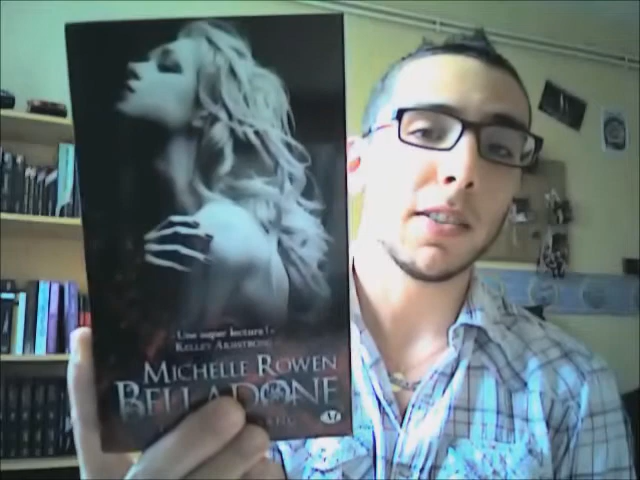 « Une super lecture ! »
KELLEY ARMSTRONG
MICHELLE ROWEN
BELLADONE